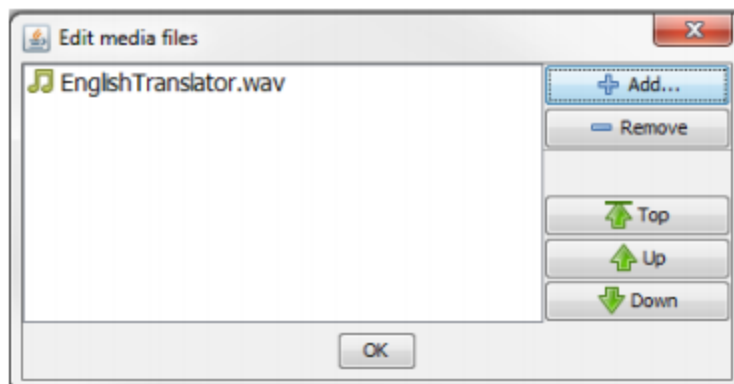 Edit media files
EnglishTranslator.wav
Add...
Remove
Top
Up
Down
OK